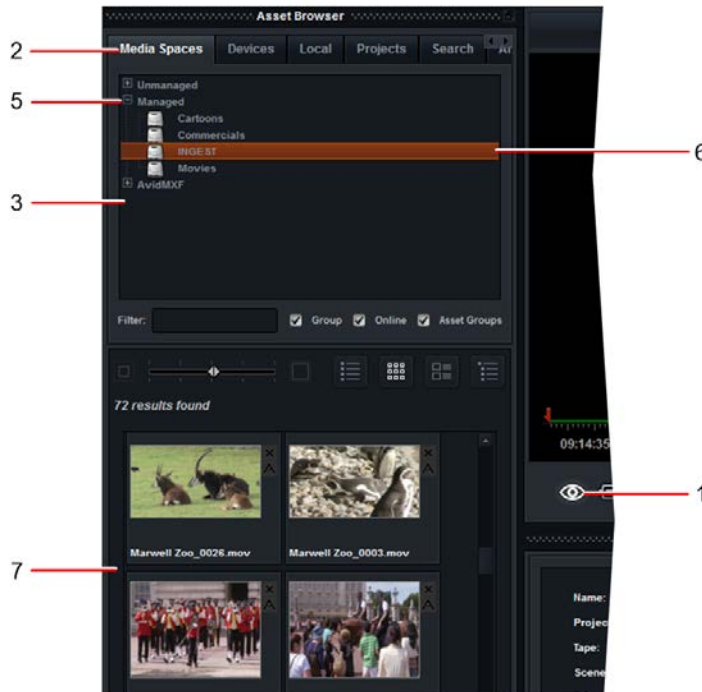 Asset Browser
2
Media Spaces Devices Local Projects Search
Unmanaged
5
Managed
Cartoons
Commercials
INGEST
6
Movies
AvidMXF
3
Filter: Group Online Asset Groups
72 results found
09:14:35
1
Marwell Zoo_0026.mov Marwell Zoo_0003.mov
7
Name:
Tape:
Scene